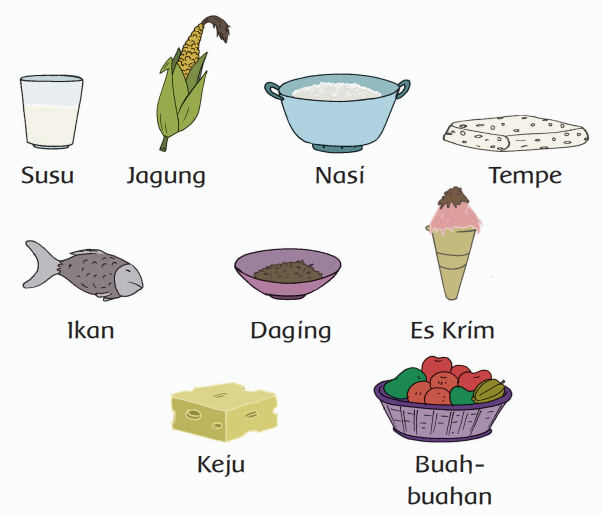 Susu
Jagung
Nasi
Tempe
Ikan
Daging
Es Krim
Keju
Buah-
buahan